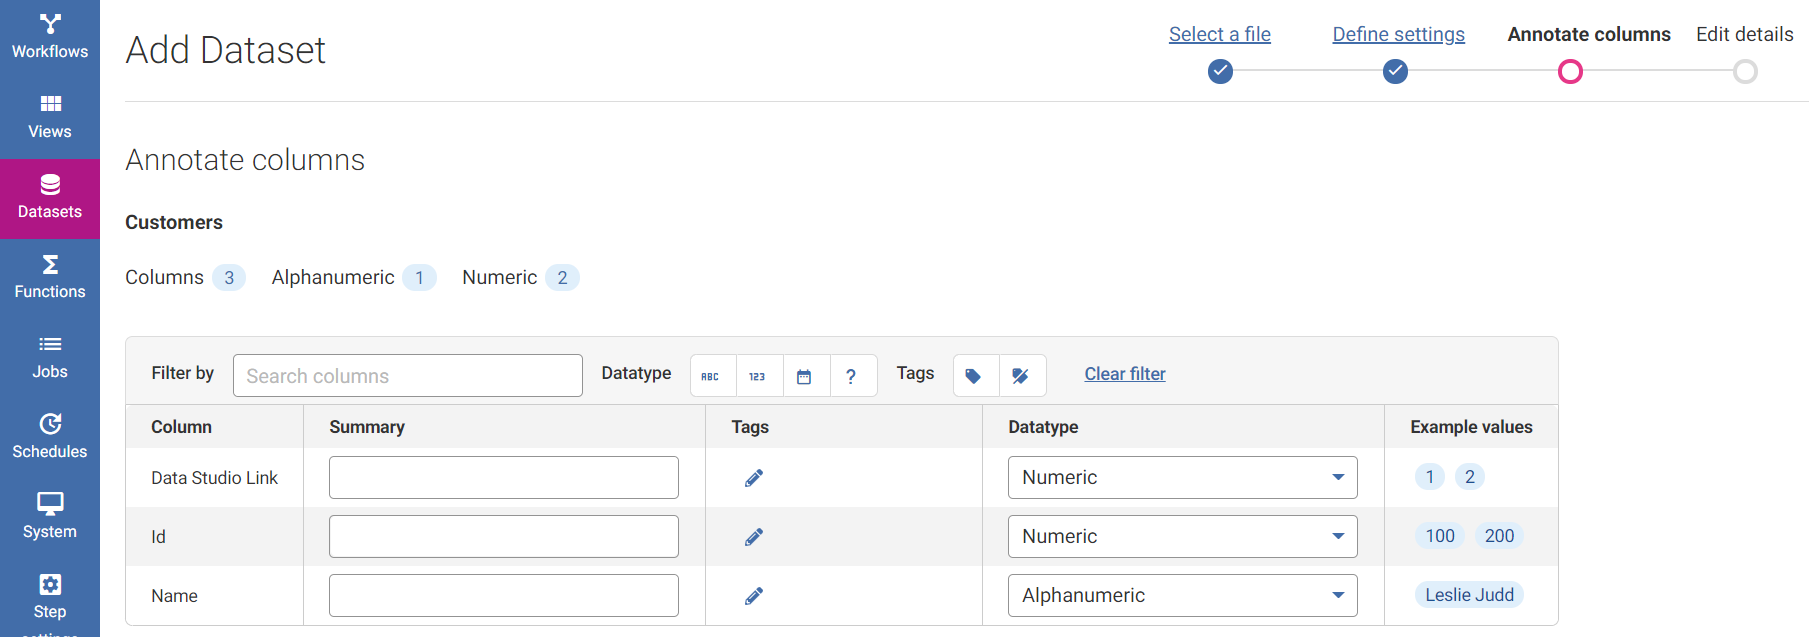 Workflows
Views
Datasets
Functions
Jobs
Schedules
System
Step
settings
Add Dataset
Select a file Define settings Annotate columns Edit details
Annotate columns
Customers
Columns 3 Alphanumeric 1 Numeric 2
Filter by Search columns Datatype ABC 123 ? Tags Clear filter
Column Summary Tags Datatype Example values
Data Studio Link Numeric 1 2
Id Numeric 100 200
Name Alphanumeric Leslie Judd